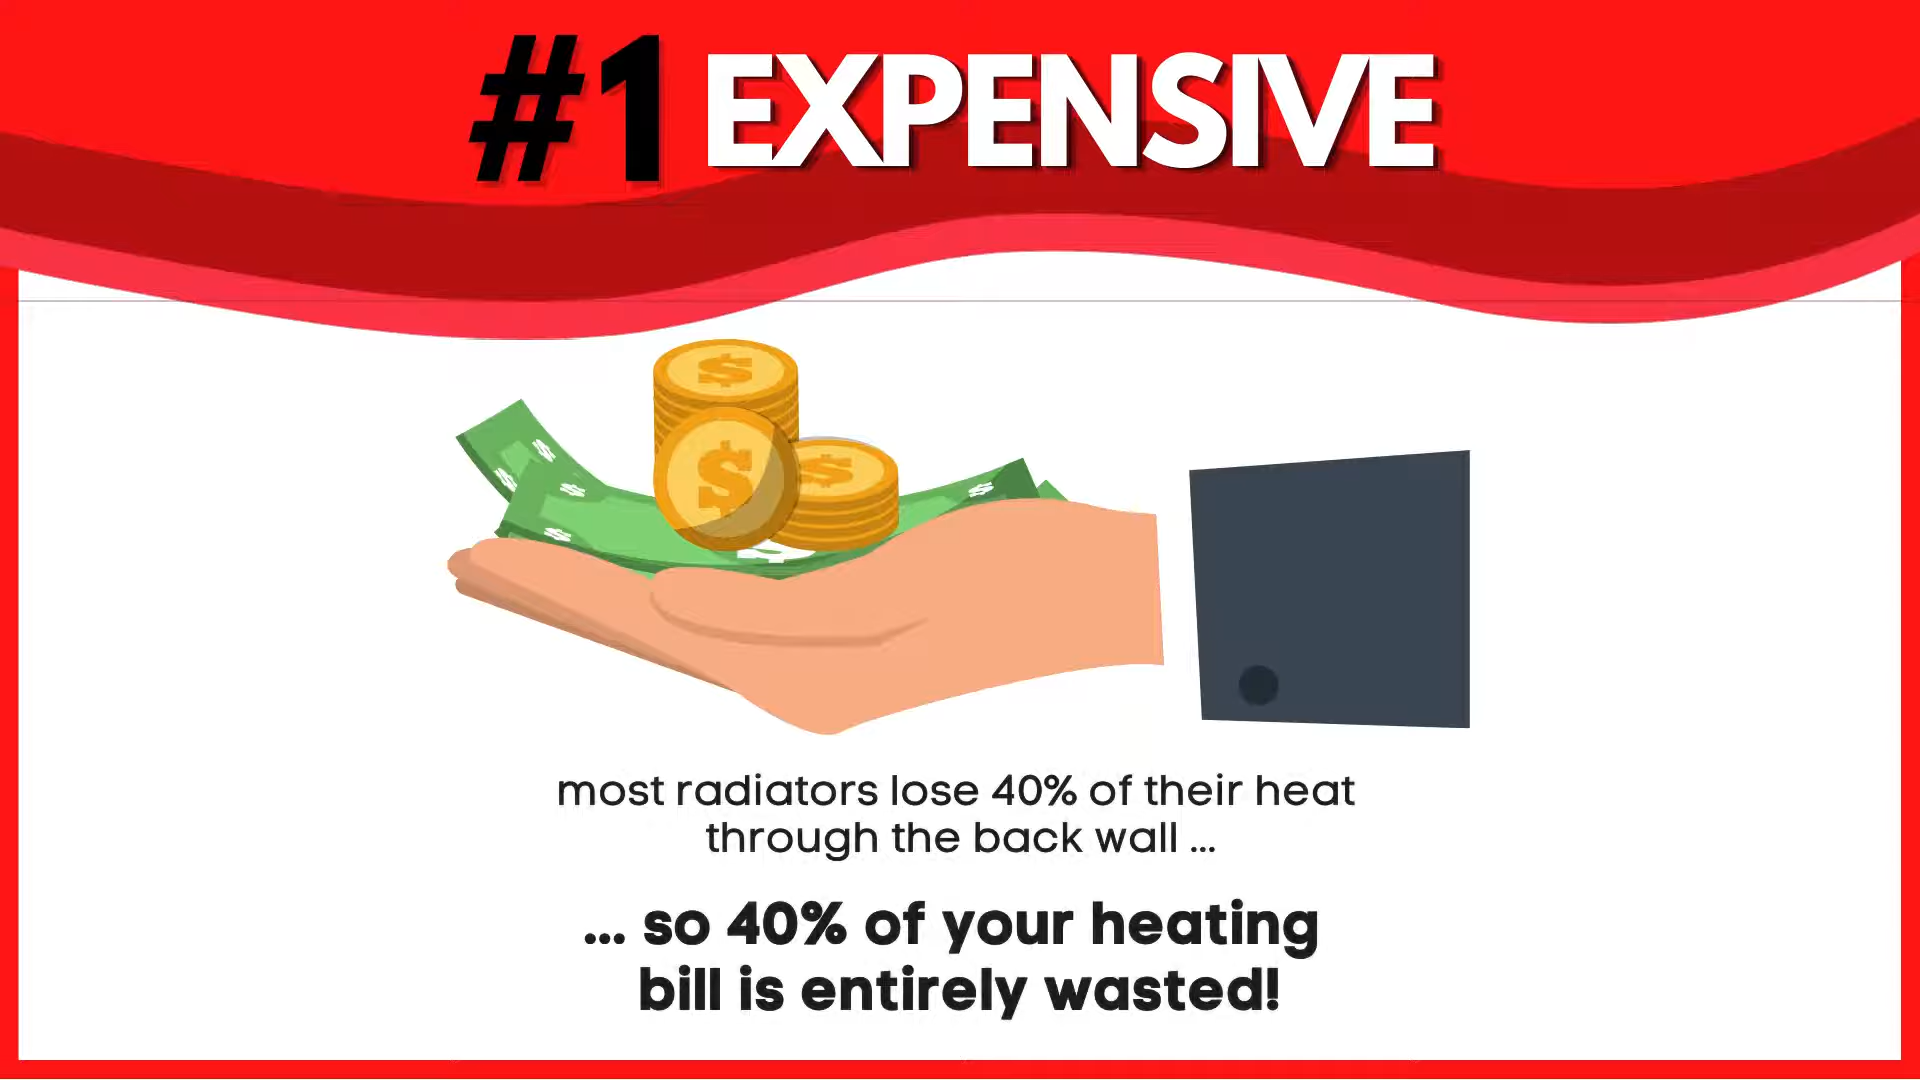 #1 EXPENSIVE
most radiators lose 40% of their heat
through the back wall ...
... so 40% of your heating
bill is entirely wasted!